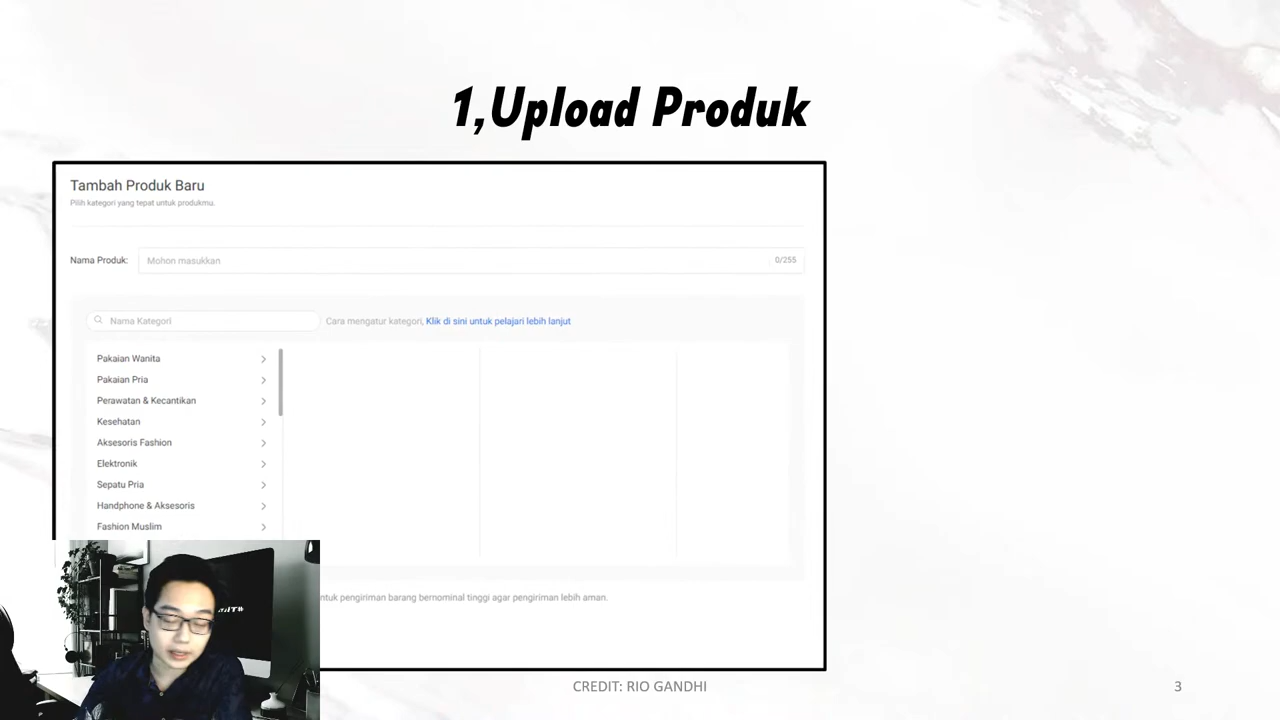 1,Upload Produk
Tambah Produk Baru
Pilih kategori yang tepat untuk produkmu.
Nama Produk: Mohon masukkan 0/255
Nama Kategori Cara mengatur kategori, Klik di sini untuk pelajari lebih lanjut
Pakaian Wanita
Pakaian Pria
Perawatan & Kecantikan
Kesehatan
Aksesoris Fashion
Elektronik
Sepatu Pria
Handphone & Aksesoris
Fashion Muslim
pengiriman barang bernominal tinggi agar pengiriman lebih aman.
CREDIT: RIO GANDHI
3